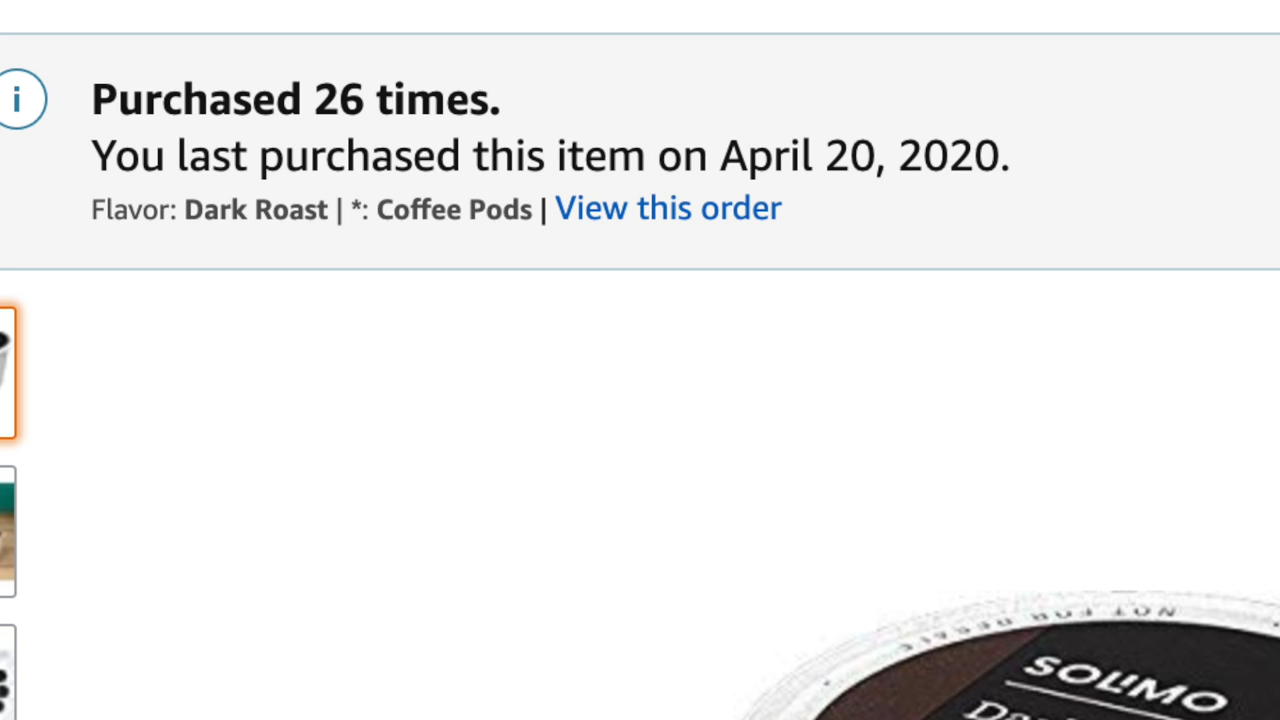 i
Purchased 26 times.
You last purchased this item on April 20, 2020.
Flavor: Dark Roast | *: Coffee Pods | View this order
NOT FOR RESALE
SOLIMO